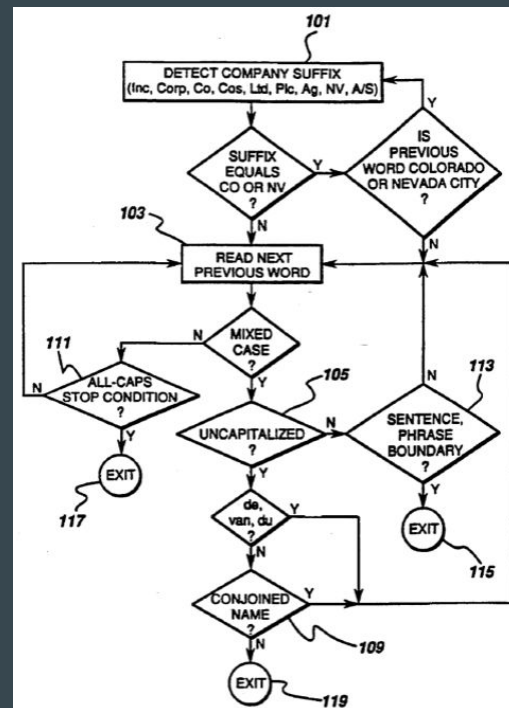 101
DETECT COMPANY SUFFIX
(Inc, Corp, Co, Cos, Ltd, Plc, Ag, NV, A/S)
Y
SUFFIX
EQUALS
CO OR NV
?
Y
IS
PREVIOUS
WORD COLORADO
OR NEVADA CITY
?
103
N
N
READ NEXT
PREVIOUS WORD
MIXED
CASE
?
N
Y
111
ALL-CAPS
STOP CONDITION
?
N
Y
EXIT
117
105
UNCAPITALIZED
?
N
Y
N
113
SENTENCE,
PHRASE
BOUNDARY
?
Y
EXIT
115
de,
van, du
?
Y
N
CONJOINED
NAME
?
Y
109
N
EXIT
119